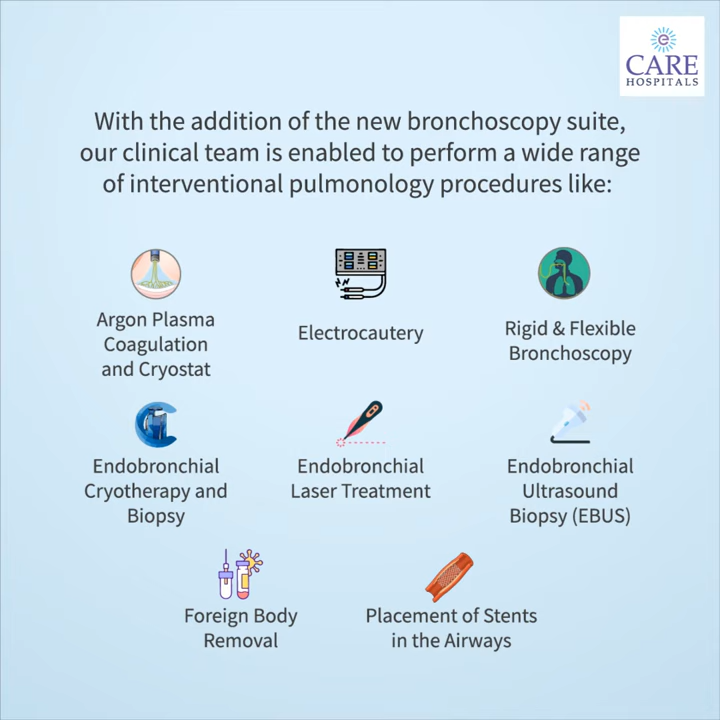 CARE
HOSPITALS
With the addition of the new bronchoscopy suite,
our clinical team is enabled to perform a wide range
of interventional pulmonology procedures like:
Argon Plasma
Coagulation
and Cryostat
Electrocautery
Rigid & Flexible
Bronchoscopy
Endobronchial
Cryotherapy and
Biopsy
Endobronchial
Laser Treatment
Endobronchial
Ultrasound
Biopsy (EBUS)
Foreign Body
Removal
Placement of Stents
in the Airways